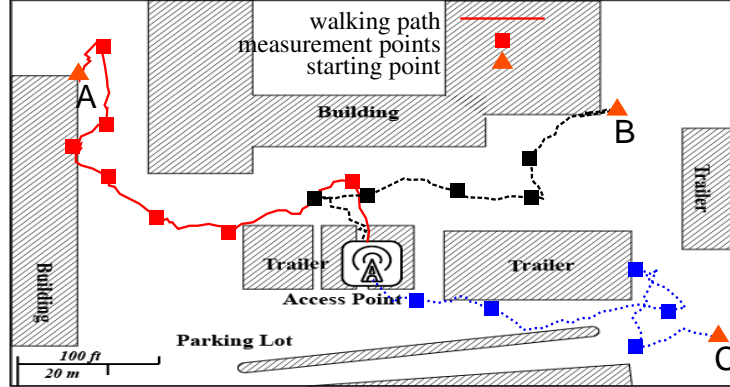 walking path
measurement points
starting point
A
Building
B
Trailer
Building
Trailer
Trailer
Access Point
Parking Lot
C
100 ft
20 m